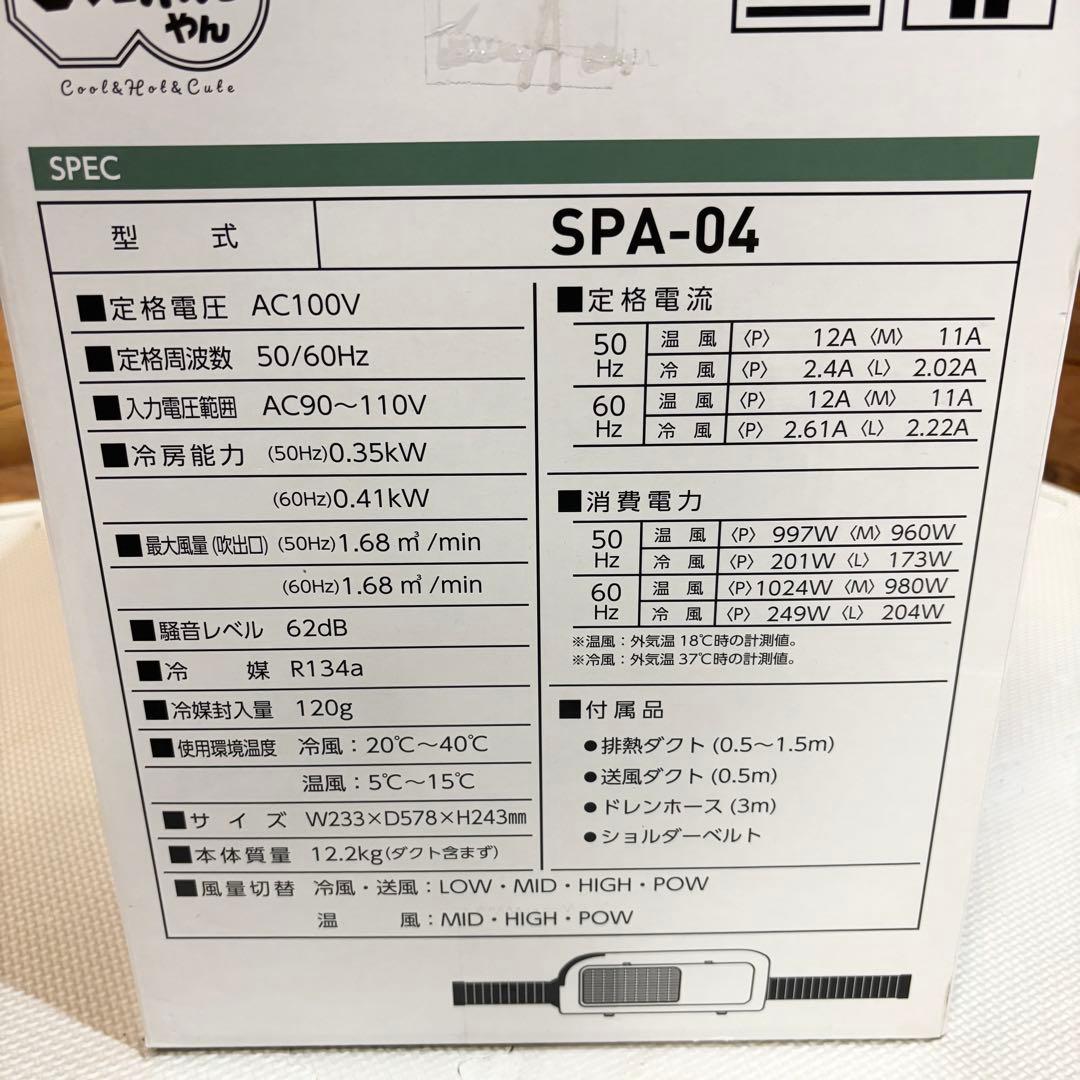 やん
Cool&Hot&Cute
SPEC
型式 SPA-04
■定格電圧 AC100V
■定格周波数 50/60Hz
■入力電圧範囲 AC90～110V
■冷房能力 (50Hz)0.35kW
(60Hz)0.41kW
■最大風量(吹出口) (50Hz)1.68㎥/min
(60Hz)1.68㎥/min
■騒音レベル 62dB
■冷媒 R134a
■冷媒封入量 120g
■使用環境温度 冷風：20℃～40℃
温風：5℃～15℃
■サイズ W233×D578×H243㎜
■本体質量 12.2kg(ダクト含まず)
■定格電流
50Hz 温風 〈P〉 12A 〈M〉 11A
冷風 〈P〉 2.4A 〈L〉 2.02A
60Hz 温風 〈P〉 12A 〈M〉 11A
冷風 〈P〉 2.61A 〈L〉 2.22A
■消費電力
50Hz 温風 〈P〉 997W 〈M〉 960W
冷風 〈P〉 201W 〈L〉 173W
60Hz 温風 〈P〉1024W 〈M〉 980W
冷風 〈P〉 249W 〈L〉 204W
※温風：外気温18℃時の計測値。
※冷風：外気温37℃時の計測値。
■付属品
●排熱ダクト(0.5～1.5m)
●送風ダクト(0.5m)
●ドレンホース(3m)
●ショルダーベルト
■風量切替 冷風・送風：LOW・MID・HIGH・POW
温風：MID・HIGH・POW